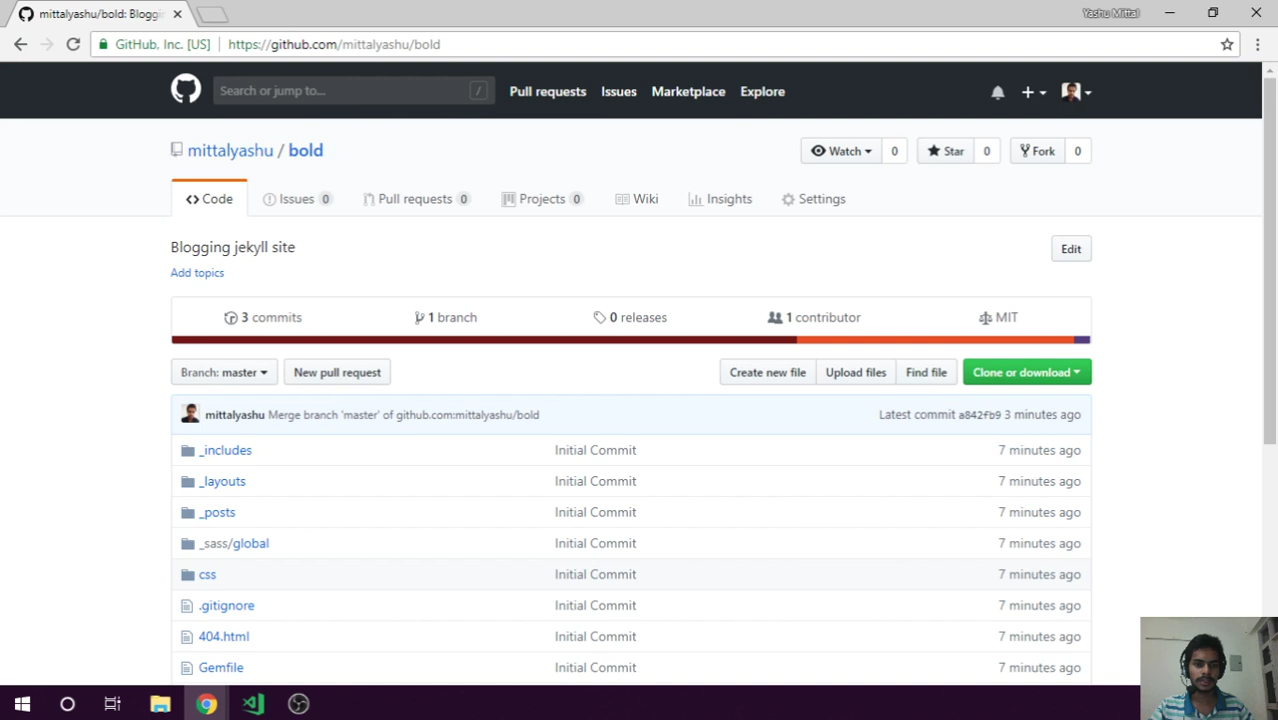 mittalyashu/bold: Bloggin
Yashu Mittal
GitHub, Inc. [US] https://github.com/mittalyashu/bold
Search or jump to... / Pull requests Issues Marketplace Explore
mittalyashu / bold Watch 0 Star 0 Fork 0
Code Issues 0 Pull requests 0 Projects 0 Wiki Insights Settings
Blogging jekyll site Edit
Add topics
3 commits 1 branch 0 releases 1 contributor MIT
Branch: master New pull request Create new file Upload files Find file Clone or download
mittalyashu Merge branch 'master' of github.com:mittalyashu/bold Latest commit a842fb9 3 minutes ago
_includes Initial Commit 7 minutes ago
_layouts Initial Commit 7 minutes ago
_posts Initial Commit 7 minutes ago
_sass/global Initial Commit 7 minutes ago
css Initial Commit 7 minutes ago
.gitignore Initial Commit 7 minutes ago
404.html Initial Commit 7 minutes ago
Gemfile Initial Commit 7 minutes ago